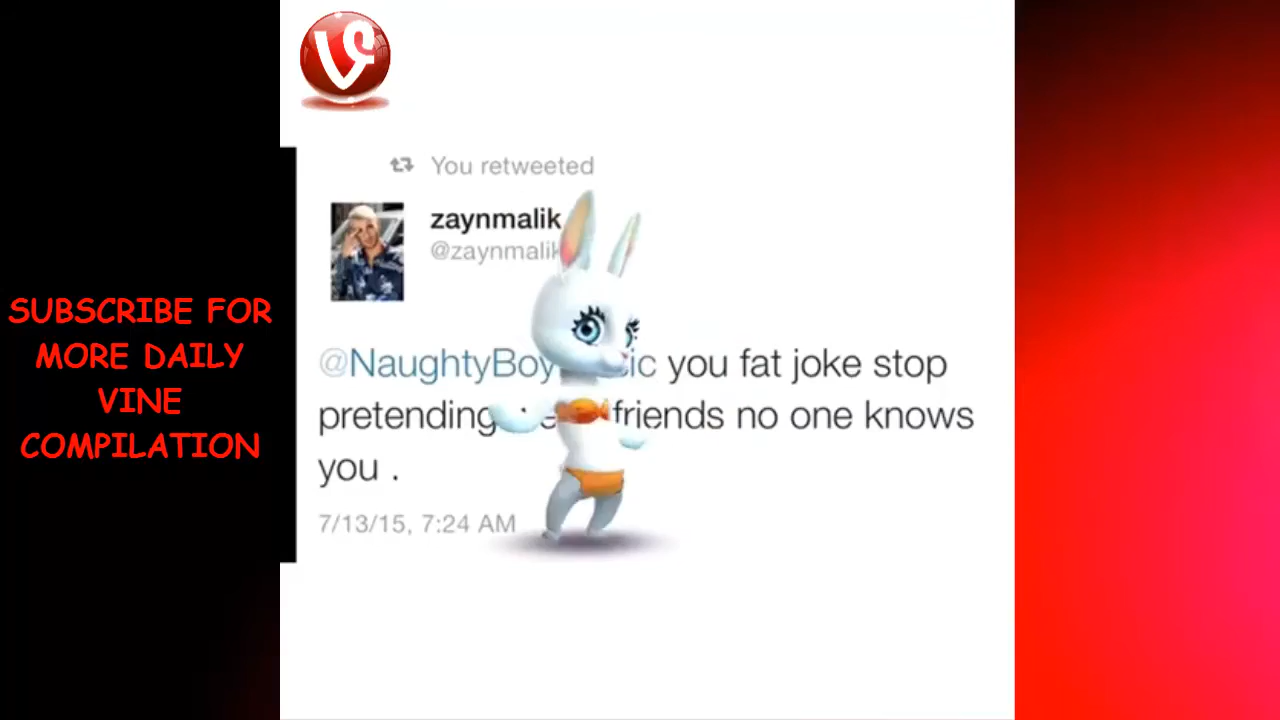 You retweeted
zaynmalik
@zaynmalik
@NaughtyBoy you fat joke stop
pretending friends no one knows
you .
7/13/15, 7:24 AM
SUBSCRIBE FOR
MORE DAILY
VINE
COMPILATION